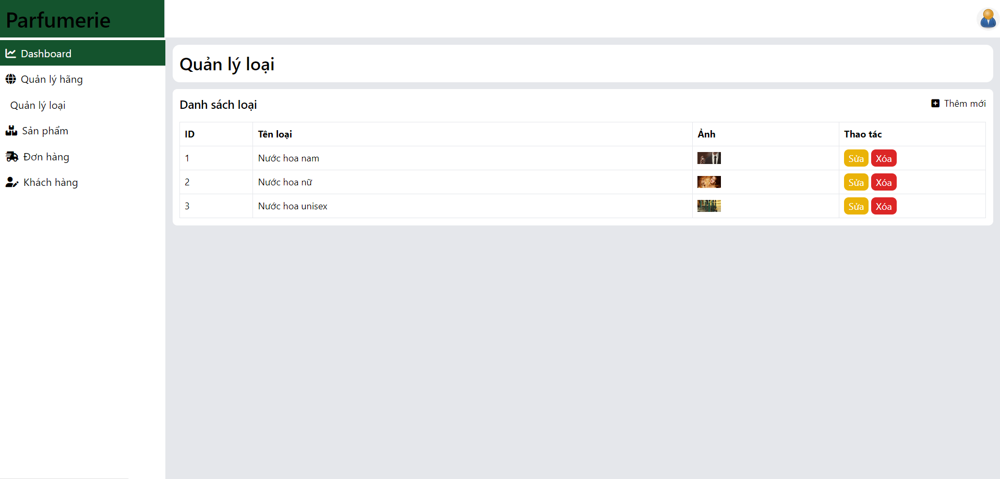 Parfumerie
Dashboard
Quản lý hãng
Quản lý loại
Sản phẩm
Đơn hàng
Khách hàng
Quản lý loại
Danh sách loại
Thêm mới
ID Tên loại Ảnh Thao tác
1 Nước hoa nam Sửa Xóa
2 Nước hoa nữ Sửa Xóa
3 Nước hoa unisex Sửa Xóa